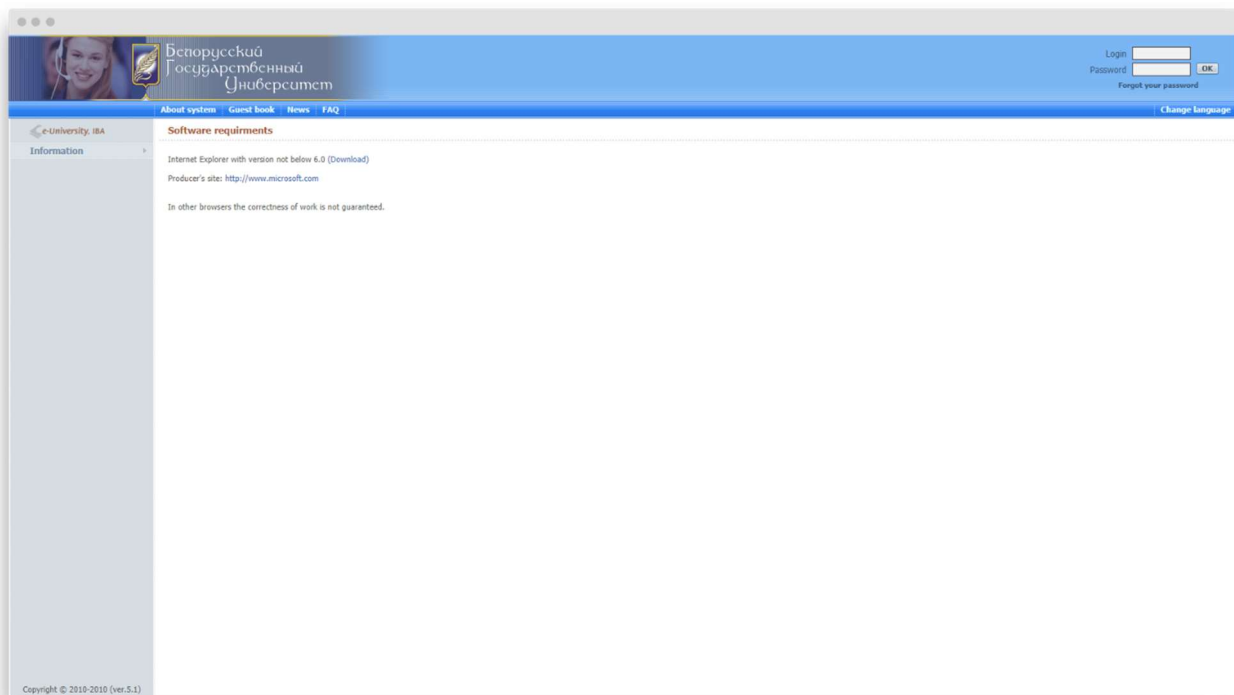 Белорусский
Государственный
Университет
Login
Password OK
Forgot your password
About system Guest book News FAQ Change language
e-University, IBA
Information
Software requirments
Internet Explorer with version not below 6.0 (Download)
Producer's site: http://www.microsoft.com
In other browsers the correctness of work is not guaranteed.
Copyright © 2010-2010 (ver.5.1)